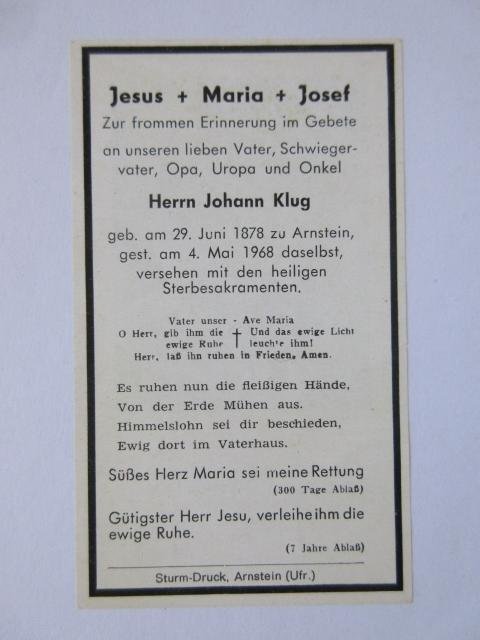 Jesus + Maria + Josef
Zur frommen Erinnerung im Gebete
an unseren lieben Vater, Schwieger-
vater, Opa, Uropa und Onkel
Herrn Johann Klug
geb. am 29. Juni 1878 zu Arnstein,
gest. am 4. Mai 1968 daselbst,
versehen mit den heiligen
Sterbesakramenten.
Vater unser - Ave Maria
O Herr, gib ihm die † Und das ewige Licht
ewige Ruhe leuchte ihm!
Herr, laß ihn ruhen in Frieden. Amen.
Es ruhen nun die fleißigen Hände,
Von der Erde Mühen aus.
Himmelslohn sei dir beschieden,
Ewig dort im Vaterhaus.
Süßes Herz Maria sei meine Rettung
(300 Tage Ablaß)
Gütigster Herr Jesu, verleihe ihm die
ewige Ruhe.
(7 Jahre Ablaß)
Sturm-Druck, Arnstein (Ufr.)